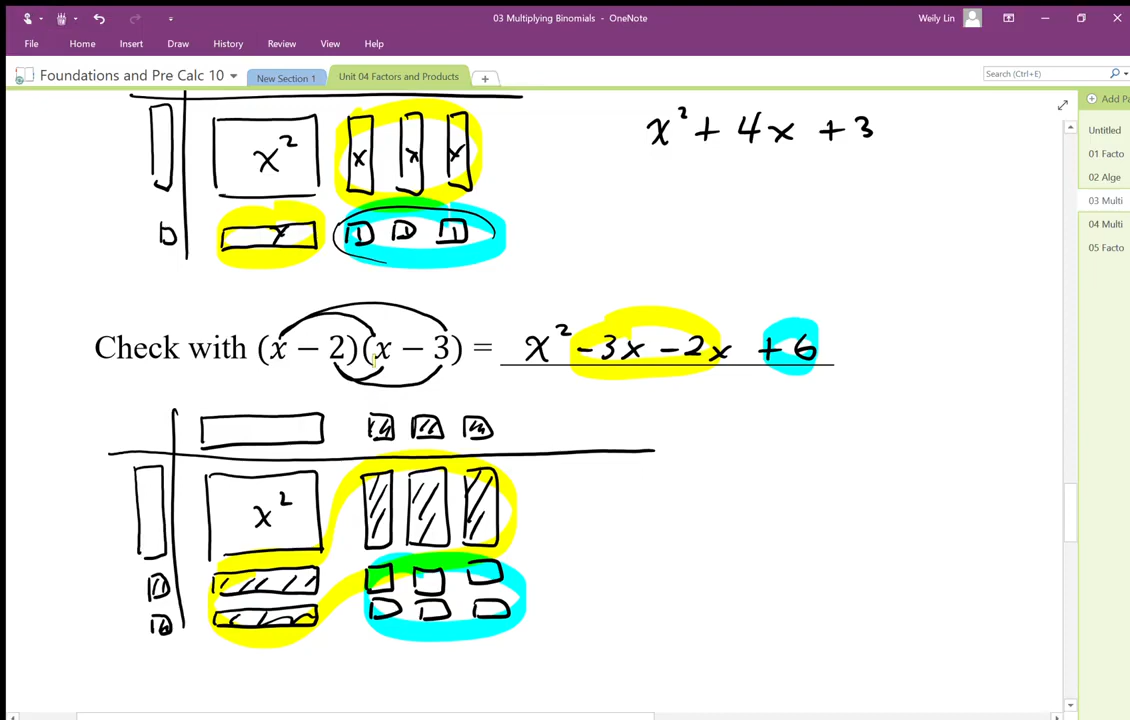 03 Multiplying Binomials - OneNote
Weily Lin
File Home Insert Draw History Review View Help
Foundations and Pre Calc 10
New Section 1
Unit 04 Factors and Products
+
Search (Ctrl+E)
Add Pa
Untitled
01 Facto
02 Alge
03 Multi
04 Multi
05 Facto
x² + 4x + 3
x² x x x
x 1 1 1
Check with (x − 2)(x − 3) = x² − 3x − 2x + 6
x²